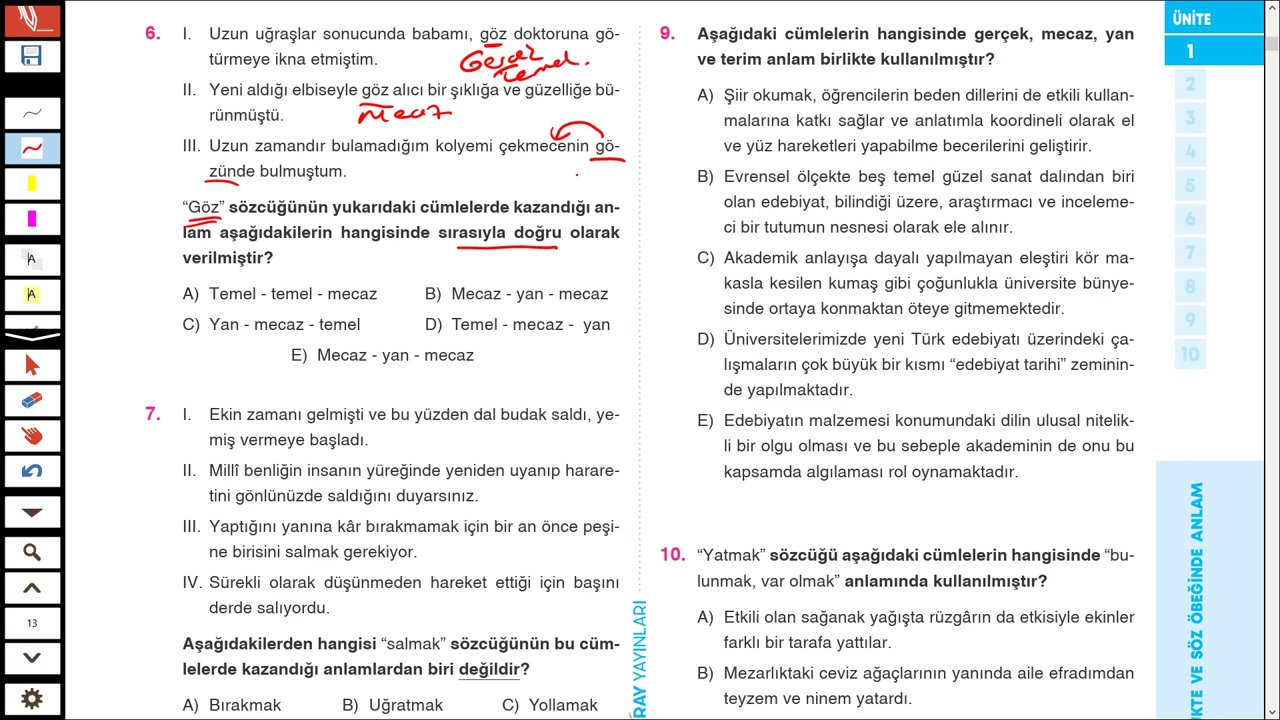 6. I. Uzun uğraşlar sonucunda babamı, göz doktoruna gö-
türmeye ikna etmiştim.
Gerçek
temel
II. Yeni aldığı elbiseyle göz alıcı bir şıklığa ve güzelliğe bü-
rünmüştü.
mecaz
III. Uzun zamandır bulamadığım kolyemi çekmecenin gö-
zünde bulmuştum.
“Göz” sözcüğünün yukarıdaki cümlelerde kazandığı an-
lam aşağıdakilerin hangisinde sırasıyla doğru olarak
verilmiştir?
A) Temel - temel - mecaz B) Mecaz - yan - mecaz
C) Yan - mecaz - temel D) Temel - mecaz - yan
E) Mecaz - yan - mecaz
7. I. Ekin zamanı gelmişti ve bu yüzden dal budak saldı, ye-
miş vermeye başladı.
II. Millî benliğin insanın yüreğinde yeniden uyanıp harare-
tini gönlünüzde saldığını duyarsınız.
III. Yaptığını yanına kâr bırakmamak için bir an önce peşi-
ne birisini salmak gerekiyor.
IV. Sürekli olarak düşünmeden hareket ettiği için başını
derde salıyordu.
Aşağıdakilerden hangisi “salmak” sözcüğünün bu cüm-
lelerde kazandığı anlamlardan biri değildir?
A) Bırakmak B) Uğratmak C) Yollamak
9. Aşağıdaki cümlelerin hangisinde gerçek, mecaz, yan
ve terim anlam birlikte kullanılmıştır?
A) Şiir okumak, öğrencilerin beden dillerini de etkili kullan-
malarına katkı sağlar ve anlatımla koordineli olarak el
ve yüz hareketleri yapabilme becerilerini geliştirir.
B) Evrensel ölçekte beş temel güzel sanat dalından biri
olan edebiyat, bilindiği üzere, araştırmacı ve inceleme-
ci bir tutumun nesnesi olarak ele alınır.
C) Akademik anlayışa dayalı yapılmayan eleştiri kör ma-
kasla kesilen kumaş gibi çoğunlukla üniversite bünye-
sinde ortaya konmaktan öteye gitmemektedir.
D) Üniversitelerimizde yeni Türk edebiyatı üzerindeki ça-
lışmaların çok büyük bir kısmı “edebiyat tarihi” zeminin-
de yapılmaktadır.
E) Edebiyatın malzemesi konumundaki dilin ulusal nitelik-
li bir olgu olması ve bu sebeple akademinin de onu bu
kapsamda algılaması rol oynamaktadır.
10. “Yatmak” sözcüğü aşağıdaki cümlelerin hangisinde “bu-
lunmak, var olmak” anlamında kullanılmıştır?
A) Etkili olan sağanak yağışta rüzgârın da etkisiyle ekinler
farklı bir tarafa yattılar.
B) Mezarlıktaki ceviz ağaçlarının yanında aile efradımdan
teyzem ve ninem yatardı.
RAY YAYINLARI
ÜNİTE
1
2
3
4
5
6
7
8
9
10
KTE VE SÖZ ÖBEĞİNDE ANLAM
A
A
13